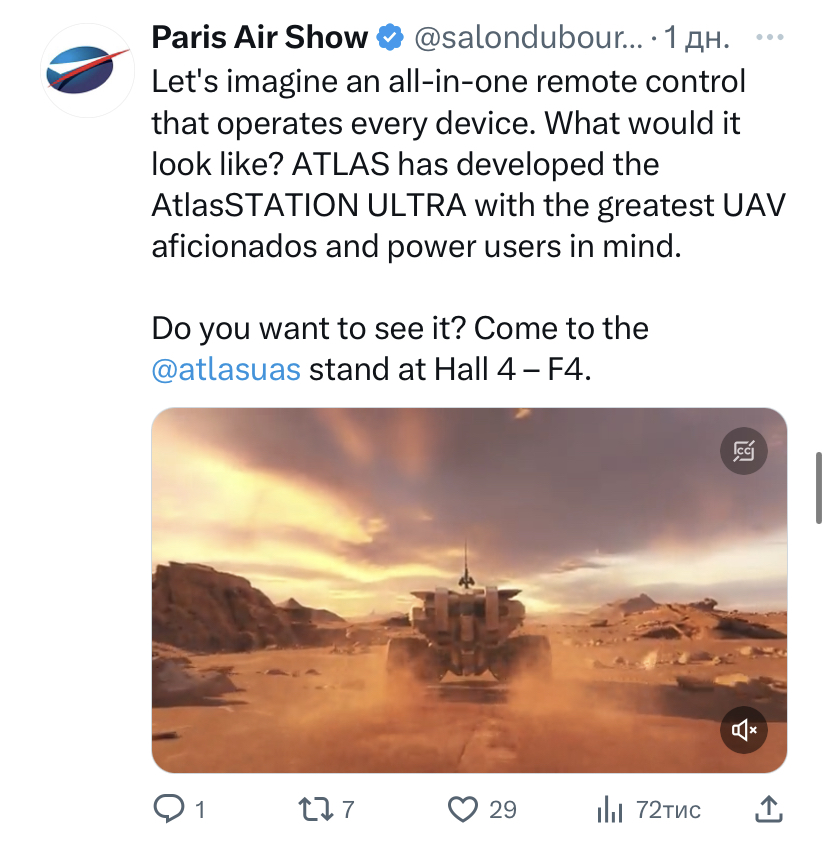 Paris Air Show @salondubour... · 1 дн.
Let's imagine an all-in-one remote control
that operates every device. What would it
look like? ATLAS has developed the
AtlasSTATION ULTRA with the greatest UAV
aficionados and power users in mind.
Do you want to see it? Come to the
@atlasuas stand at Hall 4 – F4.
CC
1 7 29 72тис